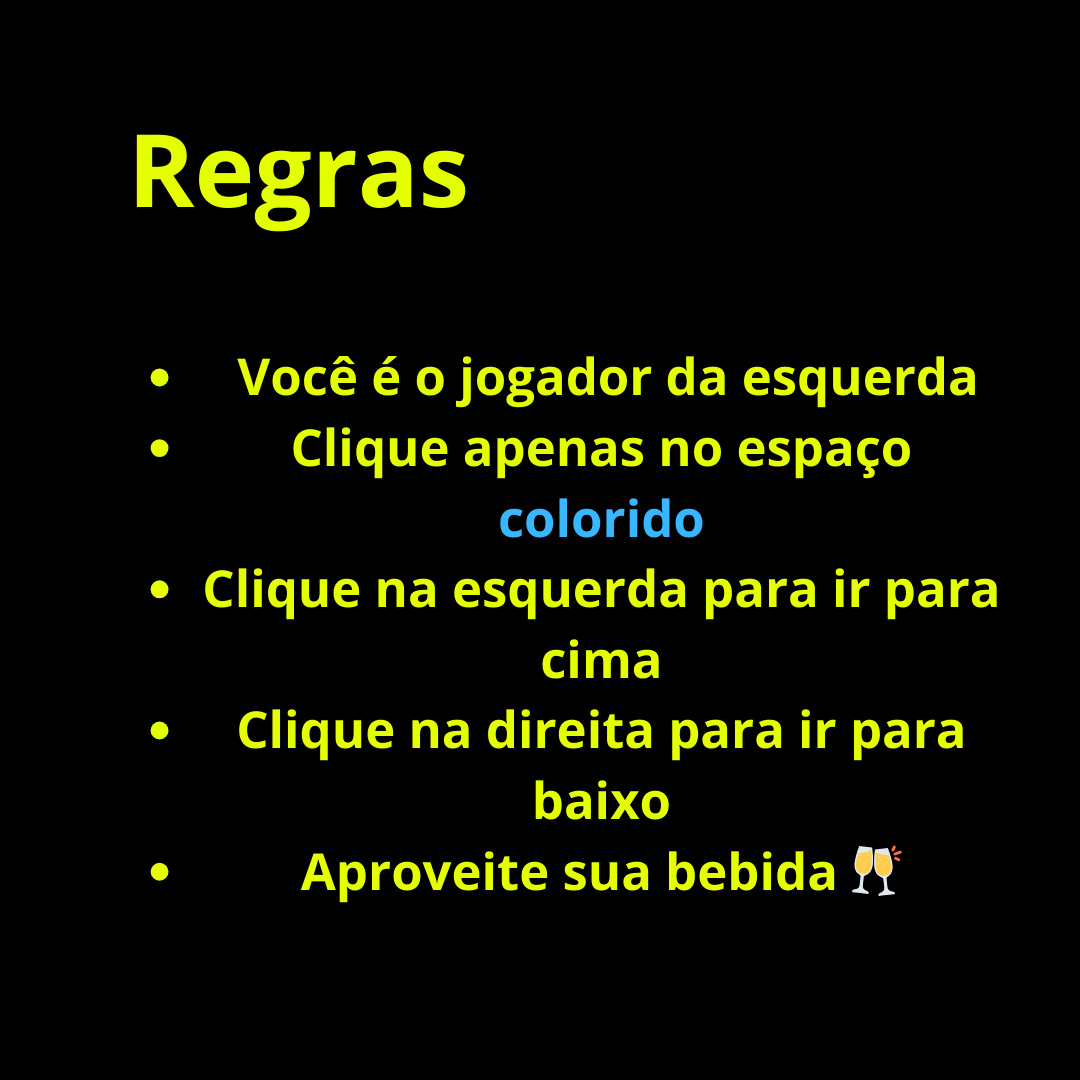 Regras
• Você é o jogador da esquerda
• Clique apenas no espaço
colorido
• Clique na esquerda para ir para
cima
• Clique na direita para ir para
baixo
• Aproveite sua bebida 🥂